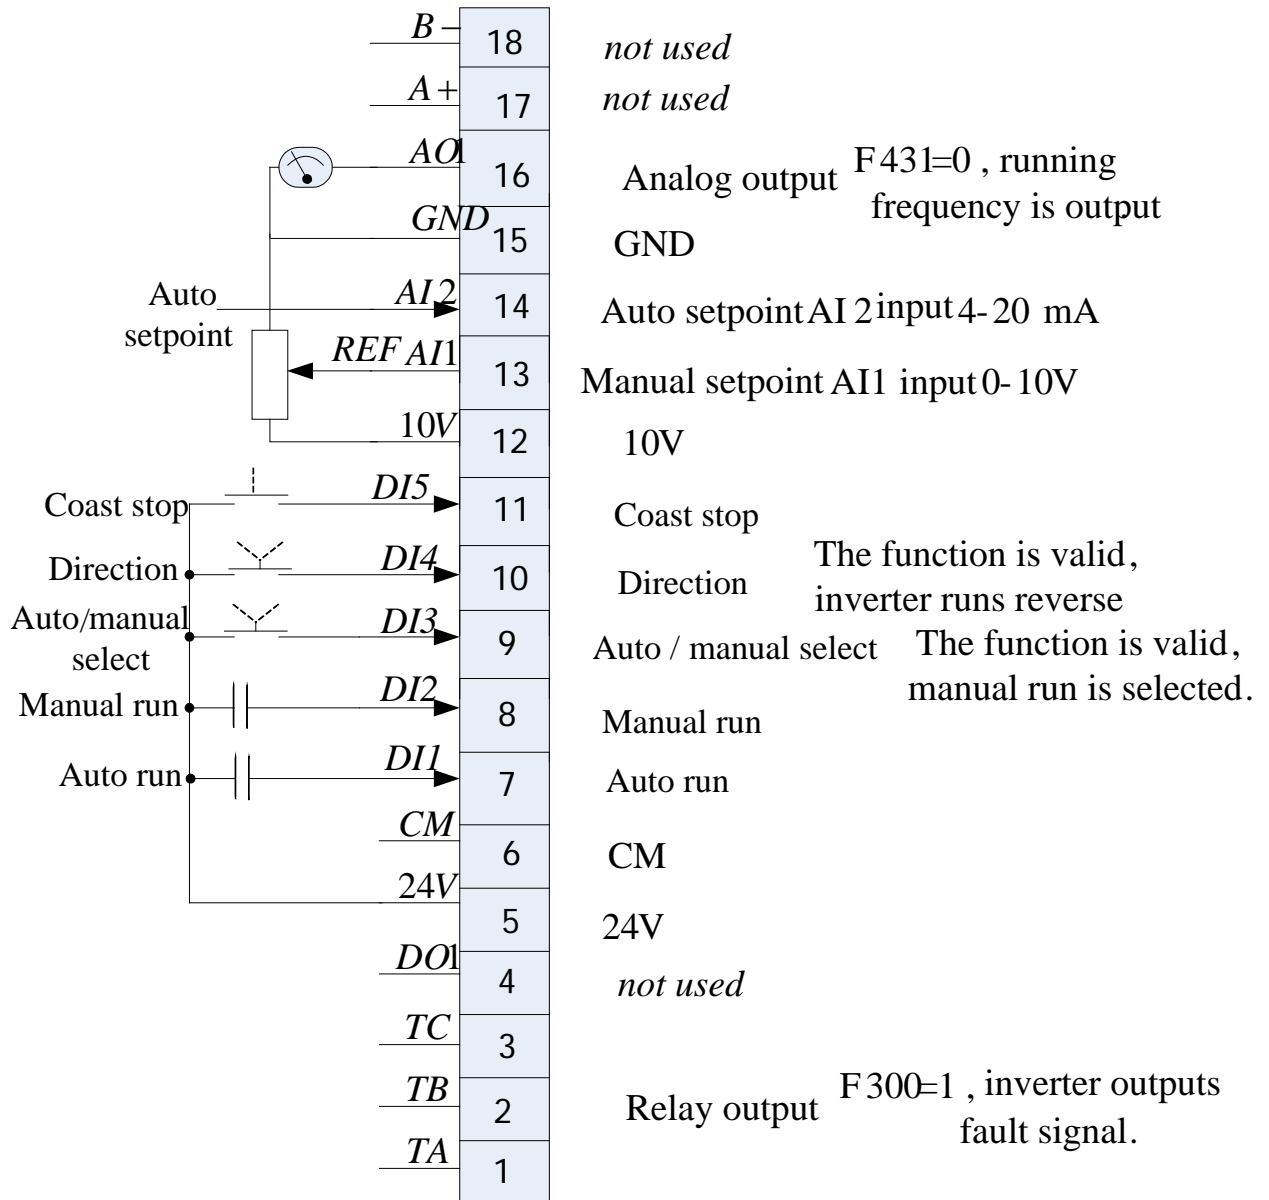 B− 18 not used
A+ 17 not used
AO1 16 Analog output F431=0 , running
frequency is output
GND 15 GND
Auto
setpoint
AI 2 14 Auto setpoint AI 2 input 4-20 mA
REF AI1 13 Manual setpoint AI1 input 0-10V
10V 12 10V
Coast stop DI5 11 Coast stop
Direction DI4 10 Direction
The function is valid,
inverter runs reverse
Auto/manual
select
DI3 9 Auto / manual select
The function is valid,
manual run is selected.
Manual run DI2 8 Manual run
Auto run DI1 7 Auto run
CM 6 CM
24V 5 24V
DO1 4 not used
TC 3
TB 2 Relay output F300=1 , inverter outputs
fault signal.
TA 1